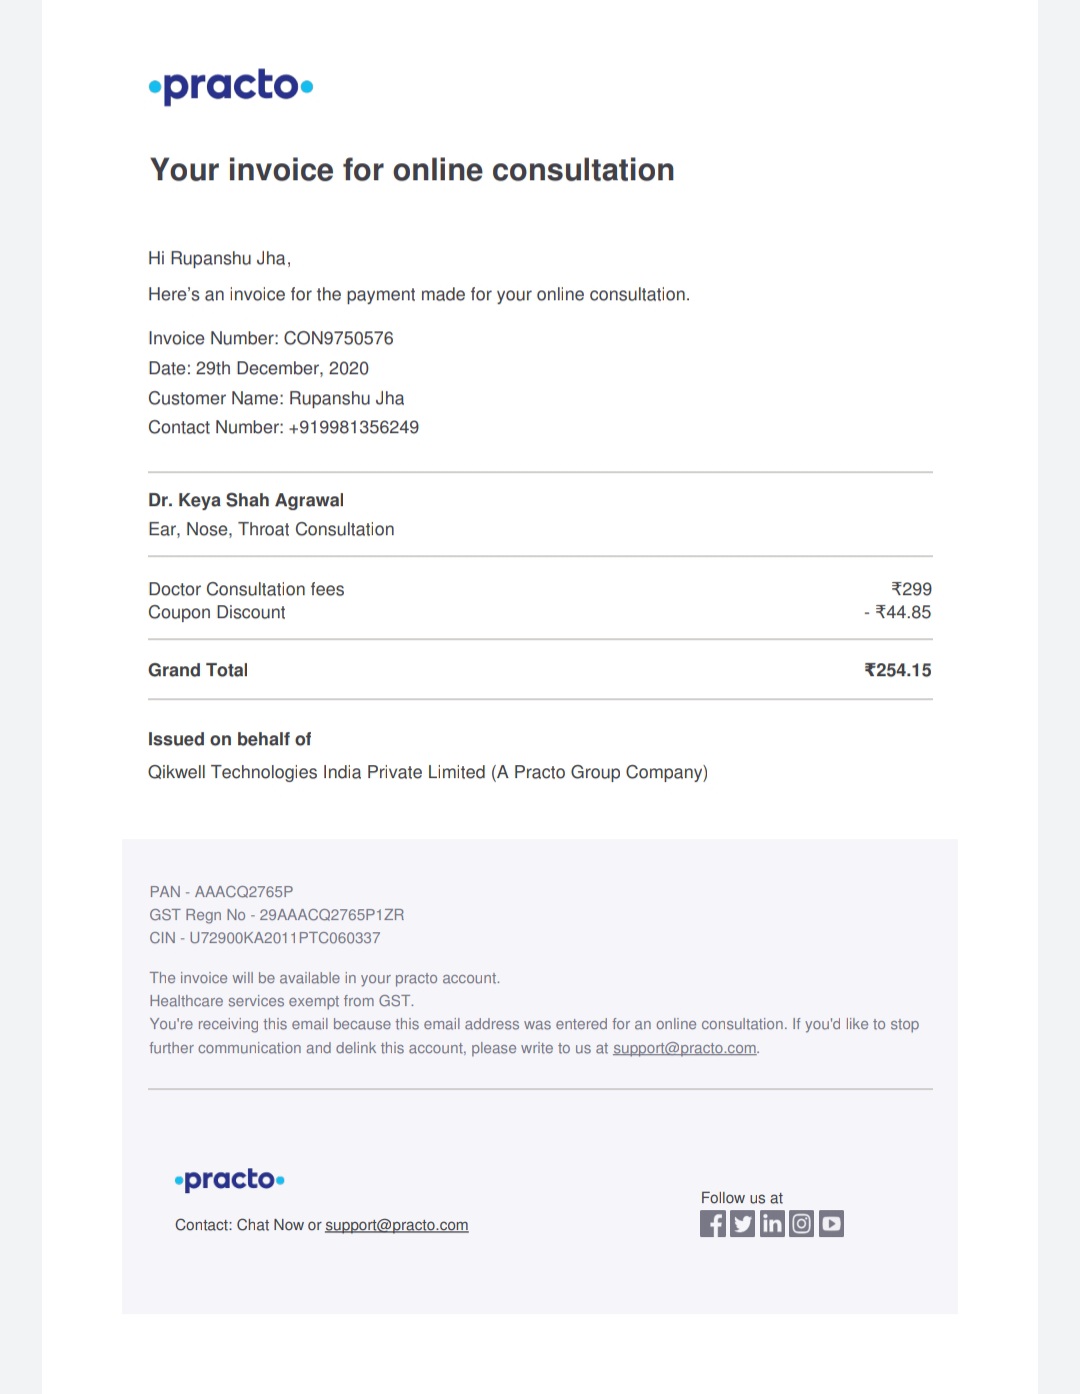 practo
Your invoice for online consultation
Hi Rupanshu Jha,
Here's an invoice for the payment made for your online consultation.
Invoice Number: CON9750576
Date: 29th December, 2020
Customer Name: Rupanshu Jha
Contact Number: +919981356249
Dr. Keya Shah Agrawal
Ear, Nose, Throat Consultation
Doctor Consultation fees ₹299
Coupon Discount - ₹44.85
Grand Total ₹254.15
Issued on behalf of
Qikwell Technologies India Private Limited (A Practo Group Company)
PAN - AAACQ2765P
GST Regn No - 29AAACQ2765P1ZR
CIN - U72900KA2011PTC060337
The invoice will be available in your practo account.
Healthcare services exempt from GST.
You're receiving this email because this email address was entered for an online consultation. If you'd like to stop
further communication and delink this account, please write to us at support@practo.com.
practo
Follow us at
Contact: Chat Now or support@practo.com